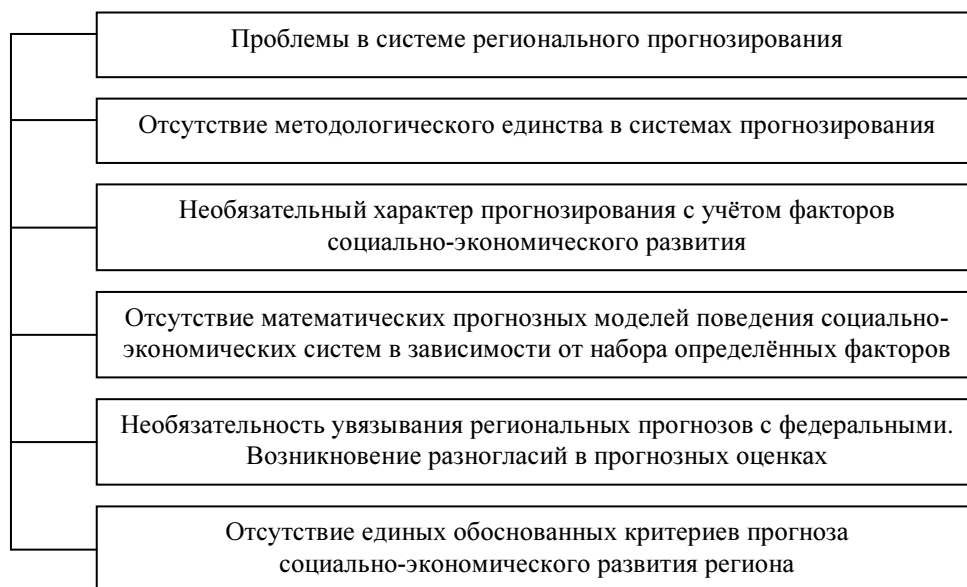 Проблемы в системе регионального прогнозирования
Отсутствие методологического единства в системах прогнозирования
Необязательный характер прогнозирования с учётом факторов
социально-экономического развития
Отсутствие математических прогнозных моделей поведения социально-
экономических систем в зависимости от набора определённых факторов
Необязательность увязывания региональных прогнозов с федеральными.
Возникновение разногласий в прогнозных оценках
Отсутствие единых обоснованных критериев прогноза
социально-экономического развития региона